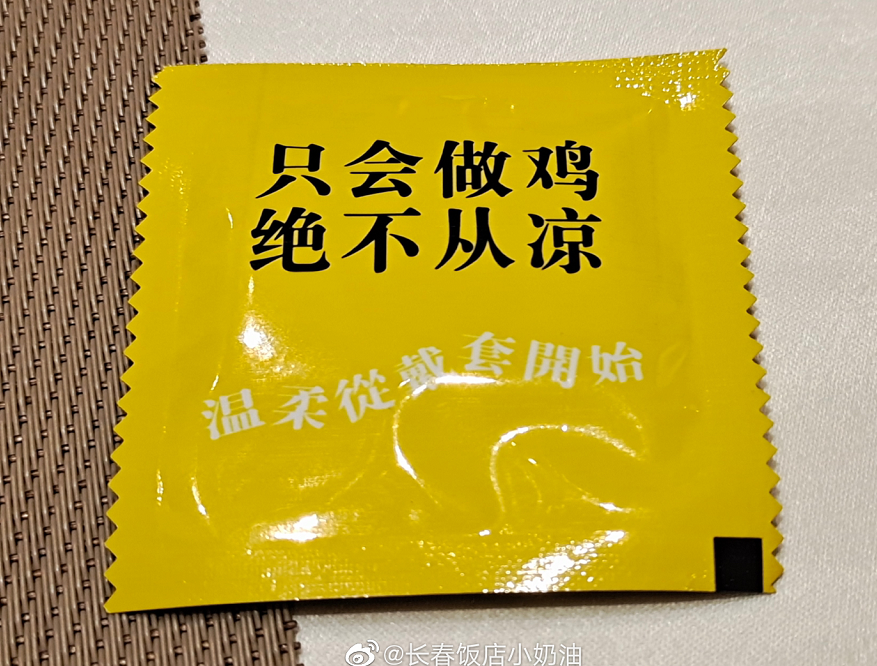 只会做鸡
绝不从凉
温柔從戴套開始
@长春饭店小奶油